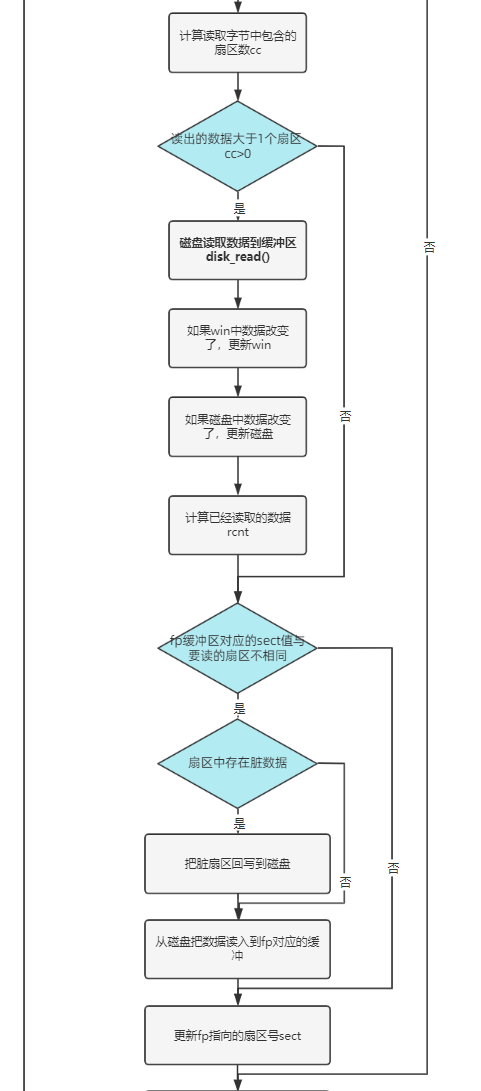 计算读取字节中包含的
扇区数cc
读出的数据大于1个扇区
cc>0
是
磁盘读取数据到缓冲区
disk_read()
否
如果win中数据改变
了，更新win
如果磁盘中数据改变
了，更新磁盘
否
计算已经读取的数据
rcnt
fp缓冲区对应的sect值与
要读的扇区不相同
是
扇区中存在脏数据
是
把脏扇区回写到磁盘
否
否
从磁盘把数据读入到fp对应的缓
冲
更新fp指向的扇区号sect